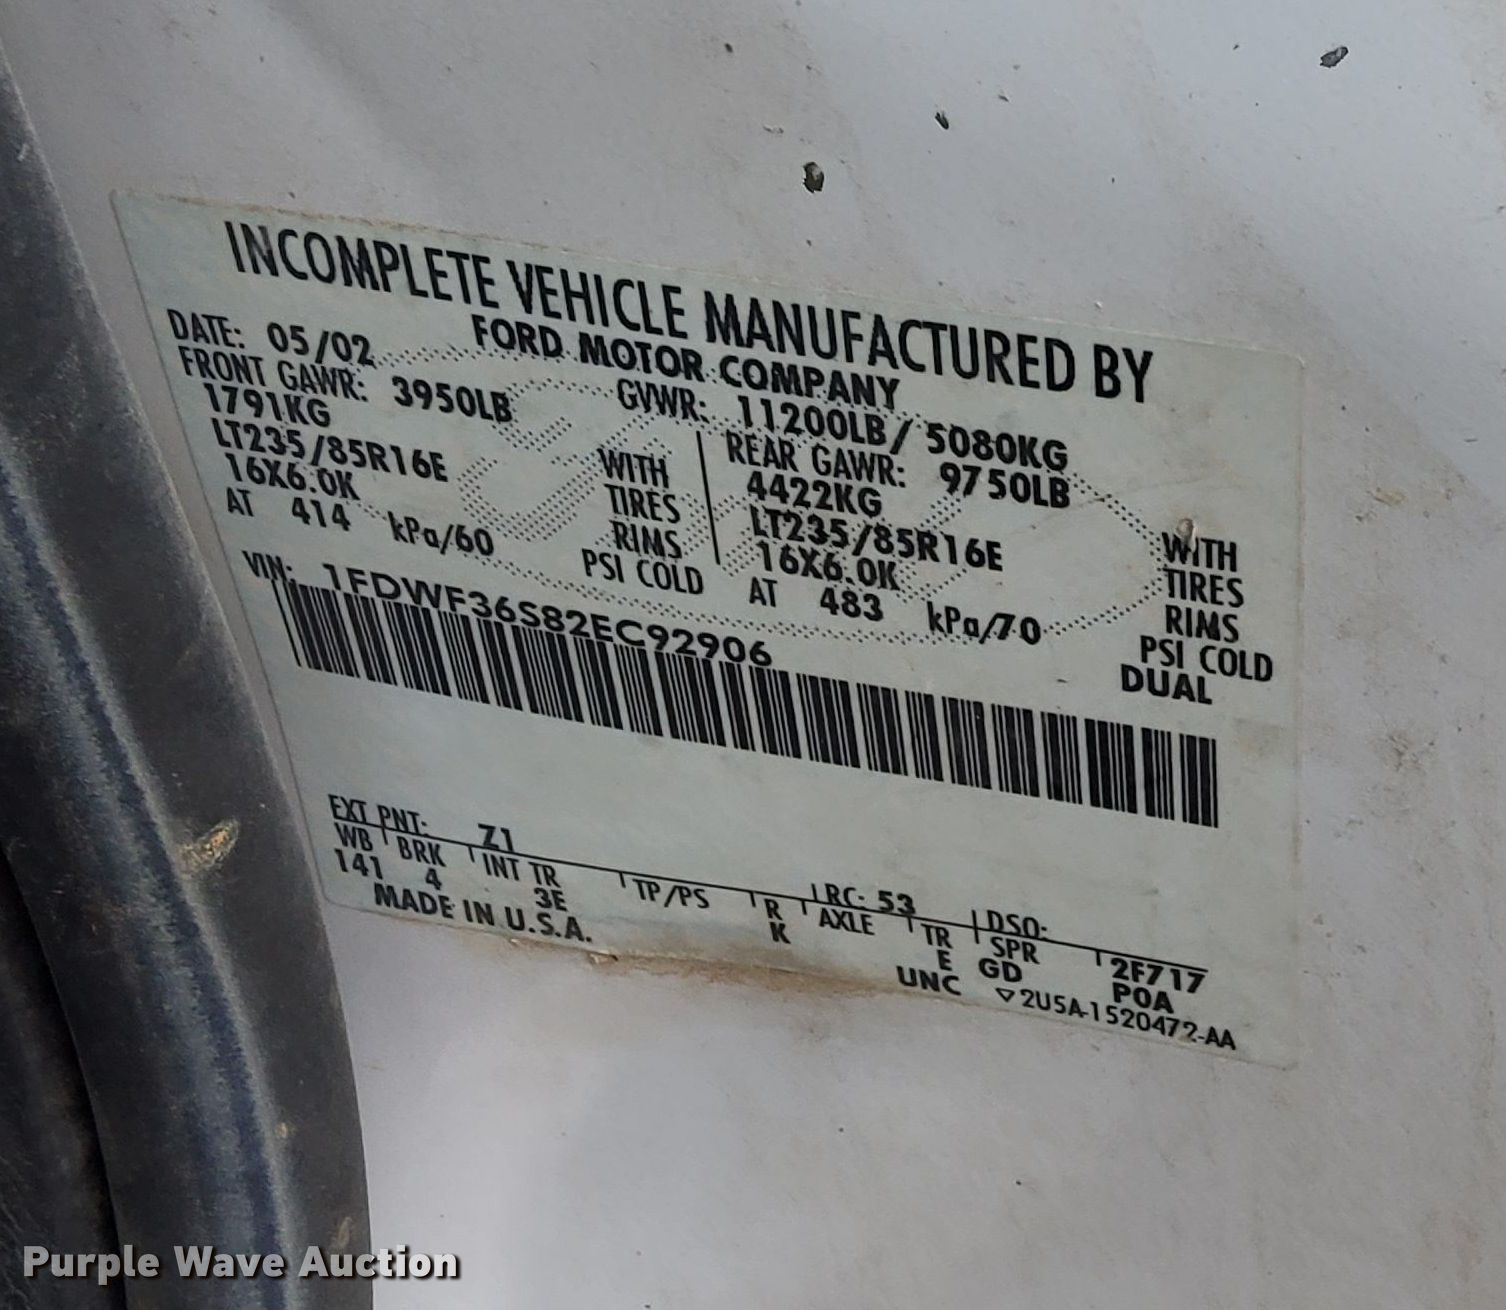 INCOMPLETE VEHICLE MANUFACTURED BY
FORD MOTOR COMPANY
DATE: 05/02 GVWR: 11200LB/ 5080KG
FRONT GAWR: 3950LB REAR GAWR: 9750LB
1791KG WITH 4422KG WITH
LT235/85R16E TIRES LT235/85R16E TIRES
16X6.0K RIMS 16X6.0K RIMS
AT 414 kPa/60 PSI COLD AT 483 kPa/70 PSI COLD
DUAL
VIN: 1FDWF36S82EC92906
EXT PNT: Z1 RC: 53 DSO:
WB BRK INT TR TP/PS R AXLE TR SPR 2F717
141 4 3E K E GD POA
MADE IN U.S.A. UNC ▽2U5A-1520472-AA
Purple Wave Auction